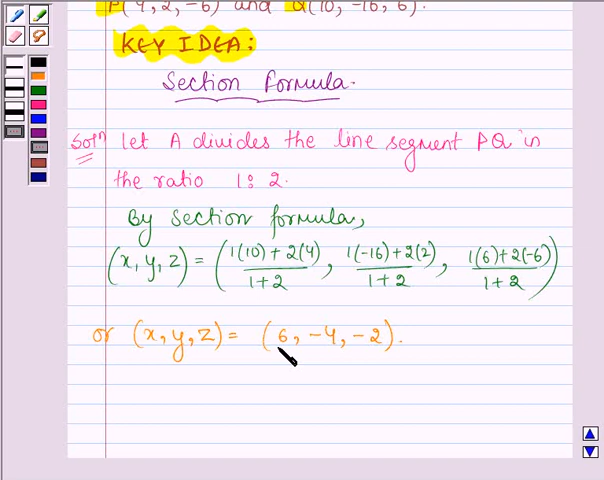 P(4, 2, -6) and Q(10, -16, 6).
KEY IDEA:
Section formula.
Solⁿ Let A divides the line segment PQ in
the ratio 1:2.
By section formula,
(x, y, z) = (1(10)+2(4)/1+2, 1(-16)+2(2)/1+2, 1(6)+2(-6)/1+2)
or (x, y, z) = (6, -4, -2).